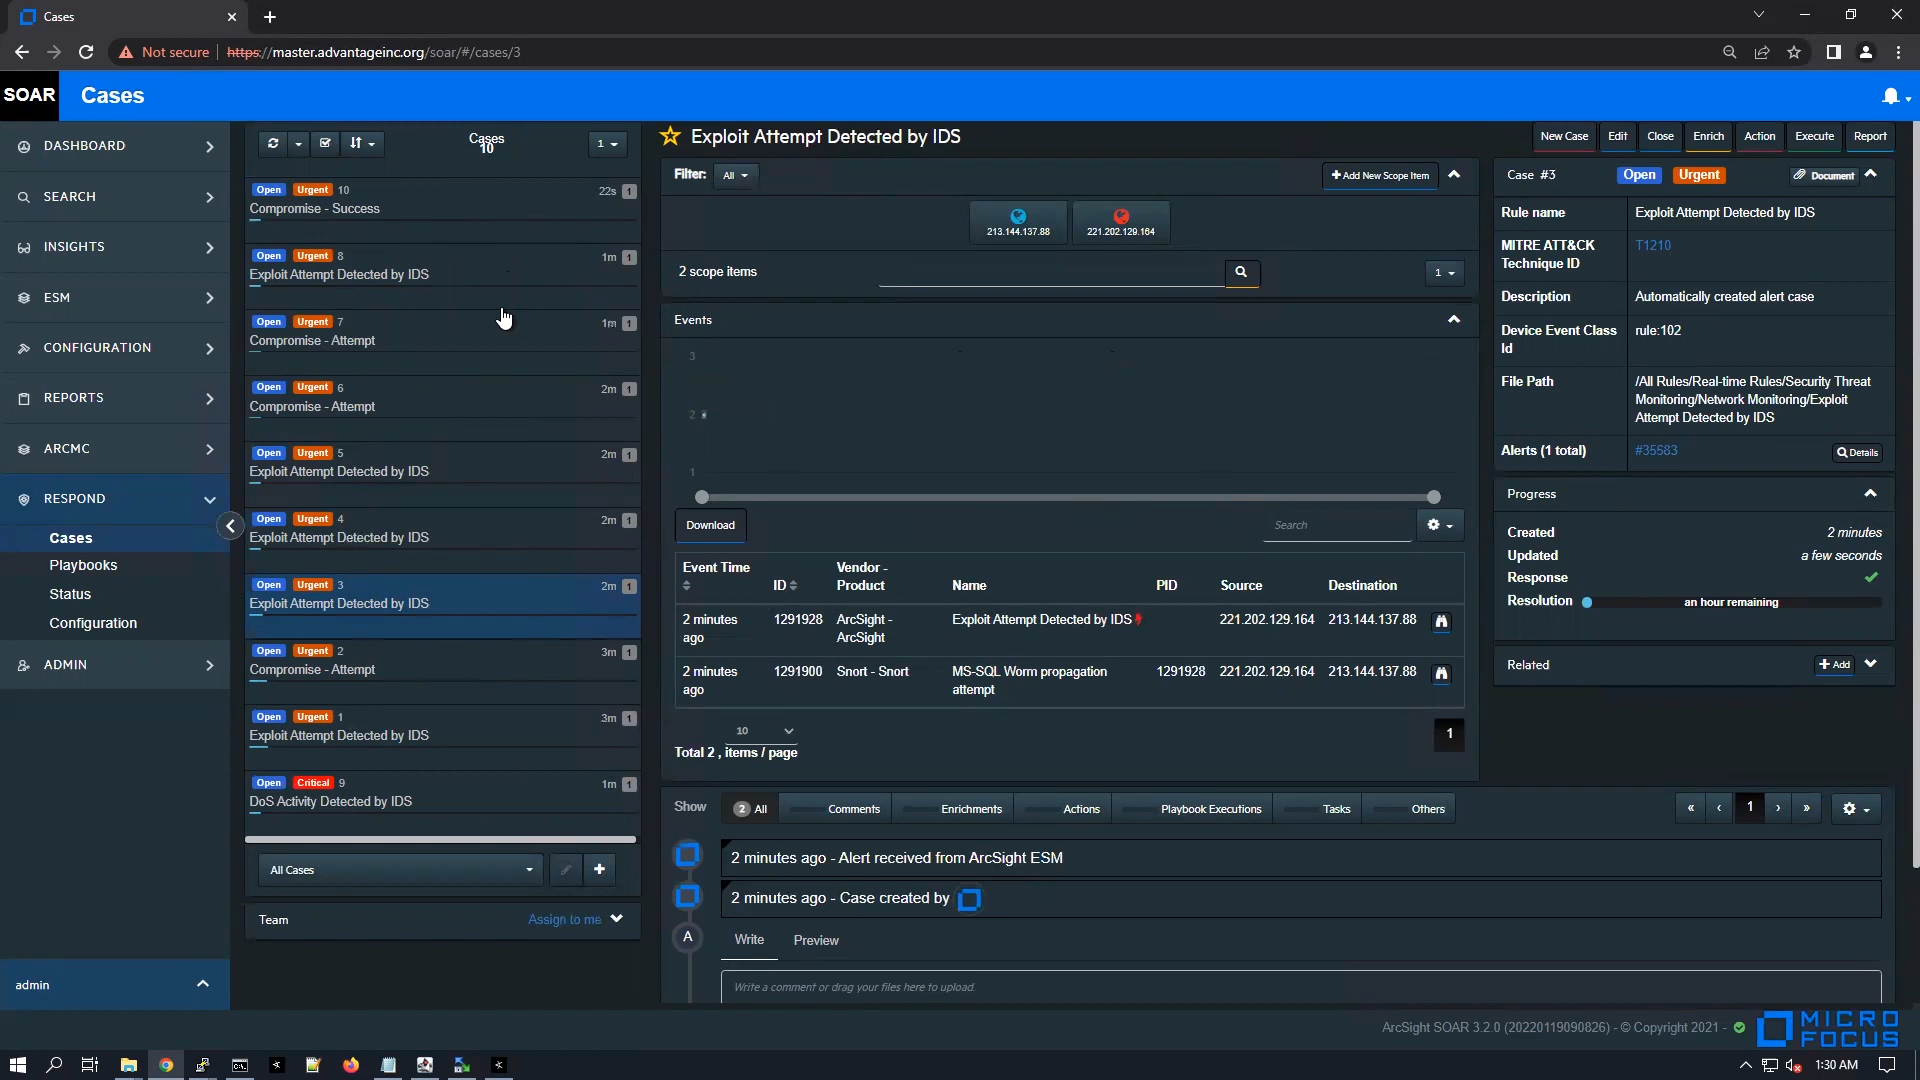 Cases
Not secure
https://master.advantageinc.org/soar/#/cases/3
SOAR
Cases
DASHBOARD
SEARCH
INSIGHTS
ESM
CONFIGURATION
REPORTS
ARCMC
RESPOND
Cases
Playbooks
Status
Configuration
ADMIN
admin
Cases
10
1
Open Urgent 10 22s 1
Compromise - Success
Open Urgent 8 1m 1
Exploit Attempt Detected by IDS
Open Urgent 7 1m 1
Compromise - Attempt
Open Urgent 6 2m 1
Compromise - Attempt
Open Urgent 5 2m 1
Exploit Attempt Detected by IDS
Open Urgent 4 2m 1
Exploit Attempt Detected by IDS
Open Urgent 3 2m 1
Exploit Attempt Detected by IDS
Open Urgent 2 3m 1
Compromise - Attempt
Open Urgent 1 3m 1
Exploit Attempt Detected by IDS
Open Critical 9 1m 1
DoS Activity Detected by IDS
All Cases
Team Assign to me
Exploit Attempt Detected by IDS
New Case Edit Close Enrich Action Execute Report
Filter: All
Add New Scope Item
213.144.137.88
221.202.129.164
2 scope items
1
Events
3
2
1
Download
Search
Event Time ID Vendor - Product Name PID Source Destination
2 minutes ago 1291928 ArcSight - ArcSight Exploit Attempt Detected by IDS 221.202.129.164 213.144.137.88
2 minutes ago 1291900 Snort - Snort MS-SQL Worm propagation attempt 1291928 221.202.129.164 213.144.137.88
10
Total 2 , items / page
1
Show 2 All Comments Enrichments Actions Playbook Executions Tasks Others
« ‹ 1 › »
2 minutes ago - Alert received from ArcSight ESM
2 minutes ago - Case created by
A
Write Preview
Write a comment or drag your files here to upload.
Case #3 Open Urgent Document
Rule name Exploit Attempt Detected by IDS
MITRE ATT&CK Technique ID T1210
Description Automatically created alert case
Device Event Class Id rule:102
File Path /All Rules/Real-time Rules/Security Threat
Monitoring/Network Monitoring/Exploit
Attempt Detected by IDS
Alerts (1 total) #35583 Details
Progress
Created 2 minutes
Updated a few seconds
Response
Resolution an hour remaining
Related Add
ArcSight SOAR 3.2.0 (20220119090826) - © Copyright 2021 -
MICRO
FOCUS
1:30 AM